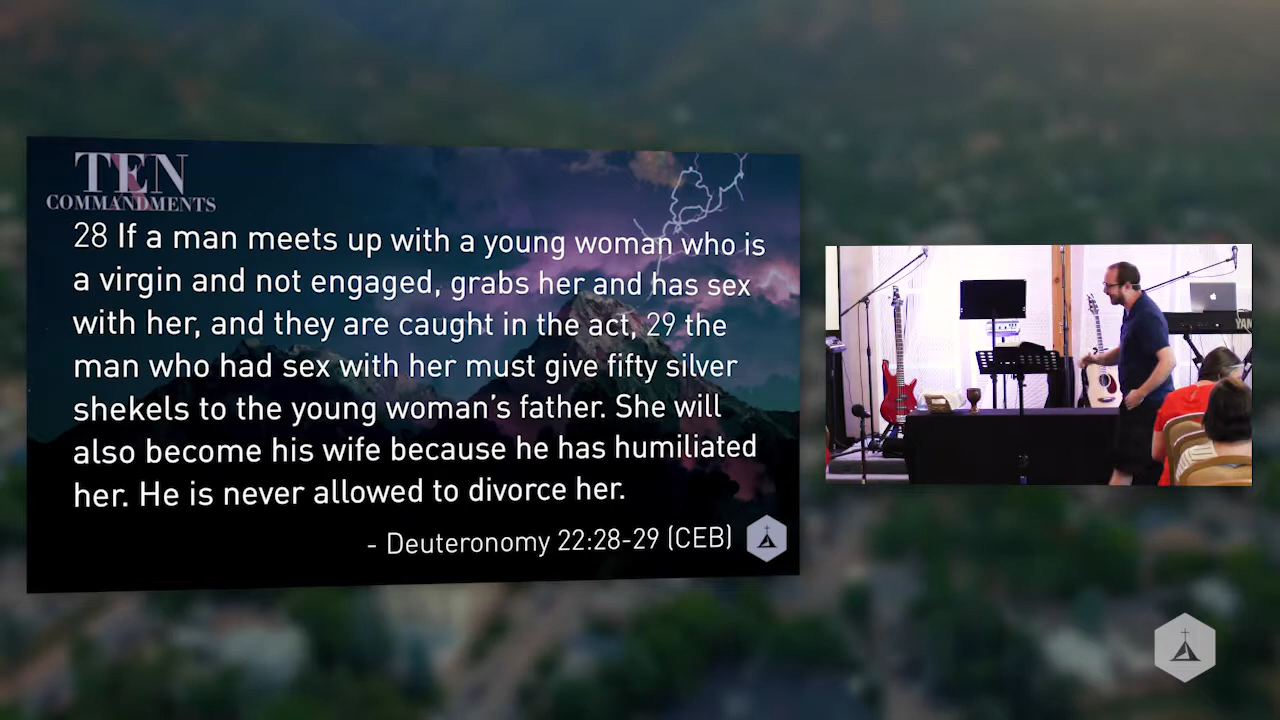 TEN
COMMANDMENTS
28 If a man meets up with a young woman who is
a virgin and not engaged, grabs her and has sex
with her, and they are caught in the act, 29 the
man who had sex with her must give fifty silver
shekels to the young woman's father. She will
also become his wife because he has humiliated
her. He is never allowed to divorce her.
- Deuteronomy 22:28-29 (CEB)